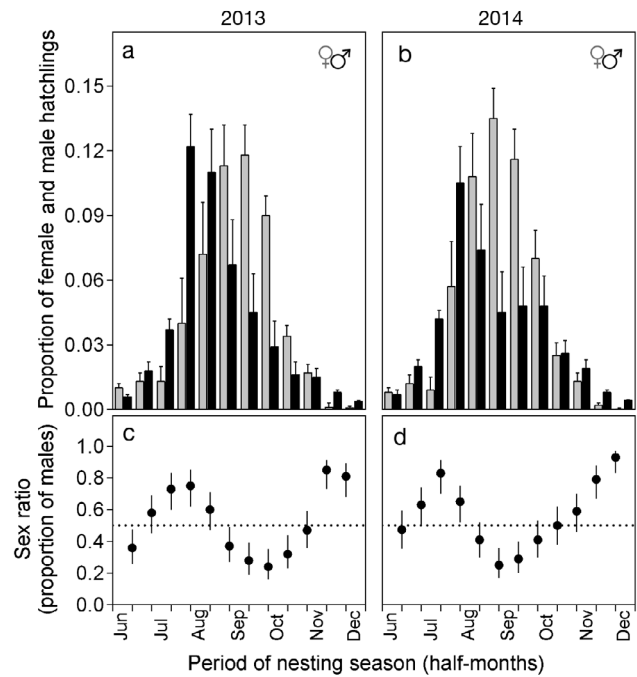 2013
2014
a
♀♂
b
♀♂
Proportion of female and male hatchlings
0.15
0.12
0.09
0.06
0.03
0.00
c
d
Sex ratio
(proportion of males)
1.0
0.8
0.6
0.4
0.2
0.0
Jun
Jul
Aug
Sep
Oct
Nov
Dec
Jun
Jul
Aug
Sep
Oct
Nov
Dec
Period of nesting season (half-months)